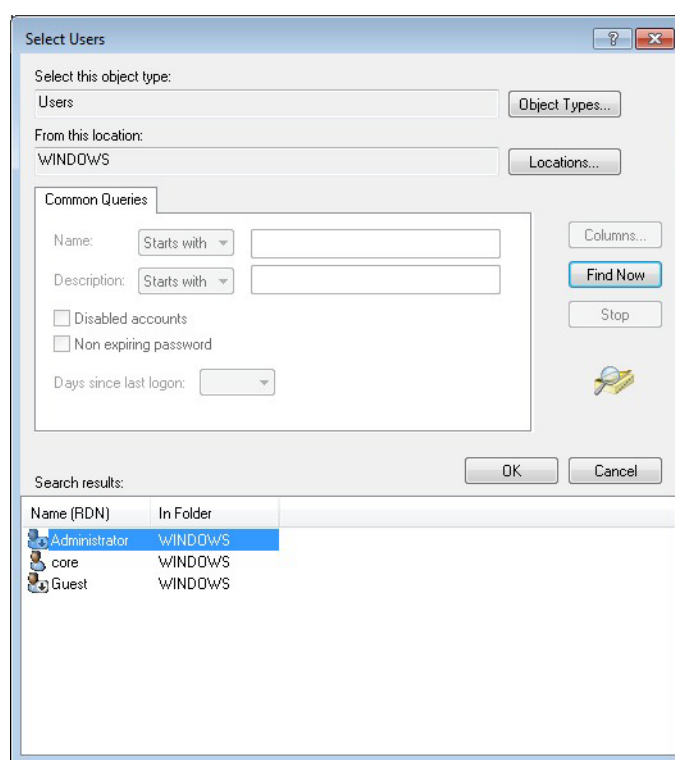 Select Users
Select this object type:
Users
Object Types...
From this location:
WINDOWS
Locations...
Common Queries
Name:
Starts with
Columns...
Description:
Starts with
Find Now
Disabled accounts
Stop
Non expiring password
Days since last logon:
OK
Cancel
Search results:
Name (RDN) In Folder
Administrator WINDOWS
core WINDOWS
Guest WINDOWS